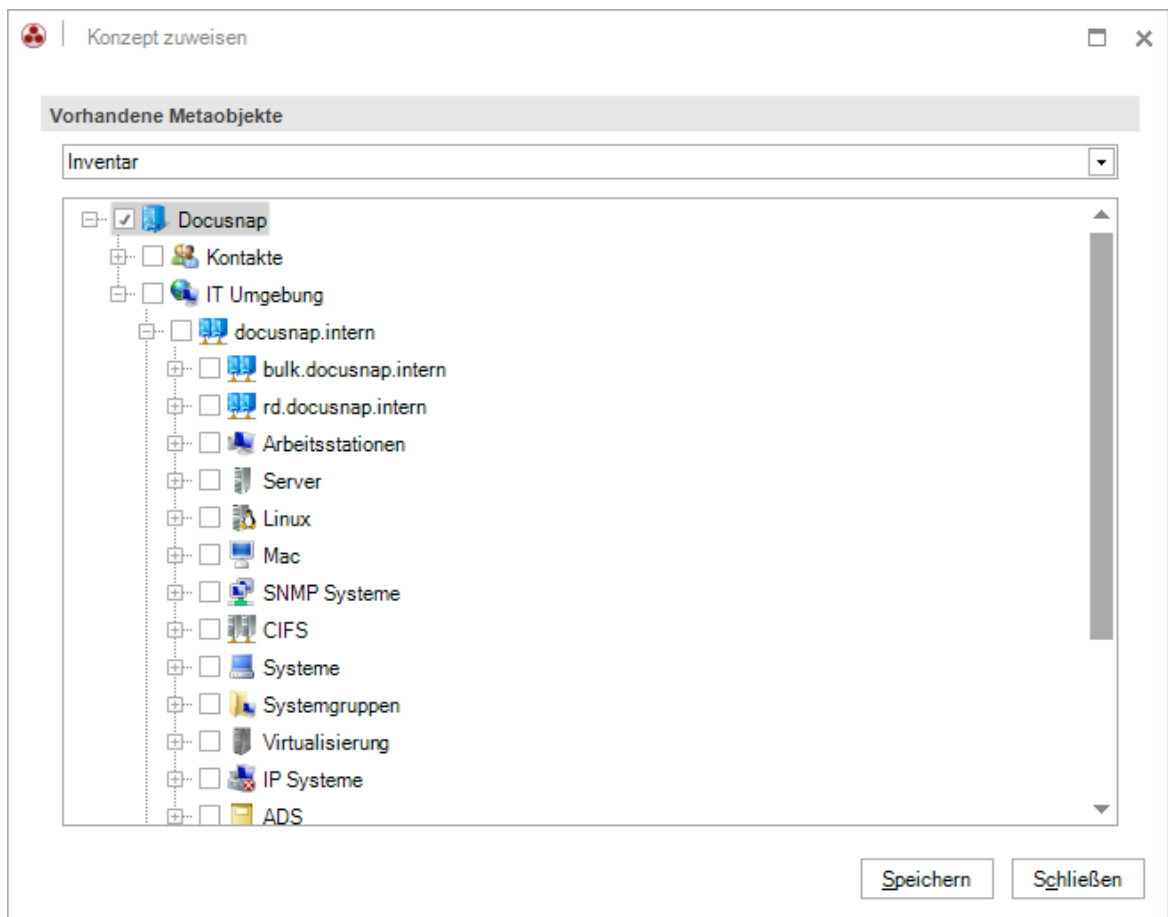 Konzept zuweisen
Vorhandene Metaobjekte
Inventar
Docusnap
Kontakte
IT Umgebung
docusnap.intern
bulk.docusnap.intern
rd.docusnap.intern
Arbeitsstationen
Server
Linux
Mac
SNMP Systeme
CIFS
Systeme
Systemgruppen
Virtualisierung
IP Systeme
ADS
Speichern Schließen